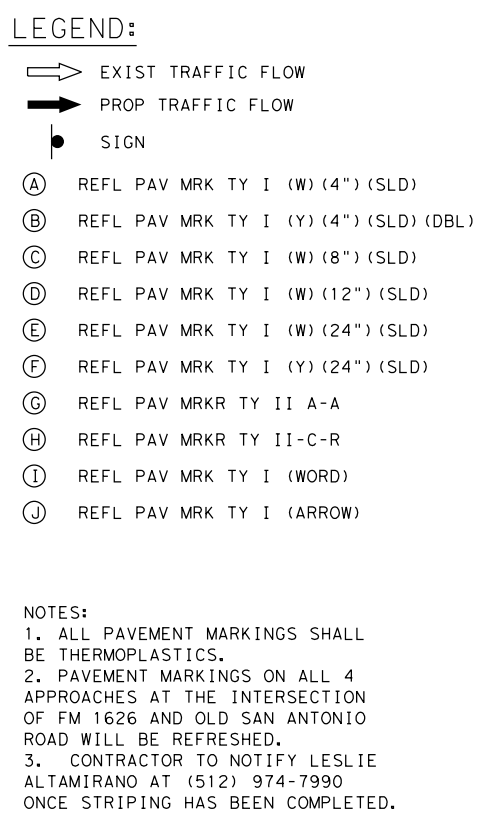 LEGEND:
EXIST TRAFFIC FLOW
PROP TRAFFIC FLOW
SIGN
A REFL PAV MRK TY I (W)(4")(SLD)
B REFL PAV MRK TY I (Y)(4")(SLD)(DBL)
C REFL PAV MRK TY I (W)(8")(SLD)
D REFL PAV MRK TY I (W)(12")(SLD)
E REFL PAV MRK TY I (W)(24")(SLD)
F REFL PAV MRK TY I (Y)(24")(SLD)
G REFL PAV MRKR TY II A-A
H REFL PAV MRKR TY II-C-R
I REFL PAV MRK TY I (WORD)
J REFL PAV MRK TY I (ARROW)
NOTES:
1. ALL PAVEMENT MARKINGS SHALL
BE THERMOPLASTICS.
2. PAVEMENT MARKINGS ON ALL 4
APPROACHES AT THE INTERSECTION
OF FM 1626 AND OLD SAN ANTONIO
ROAD WILL BE REFRESHED.
3. CONTRACTOR TO NOTIFY LESLIE
ALTAMIRANO AT (512) 974-7990
ONCE STRIPING HAS BEEN COMPLETED.